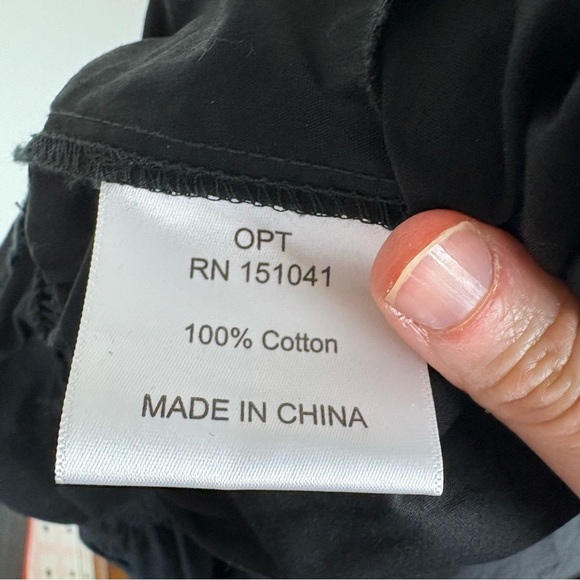 OPT
RN 151041
100% Cotton
MADE IN CHINA